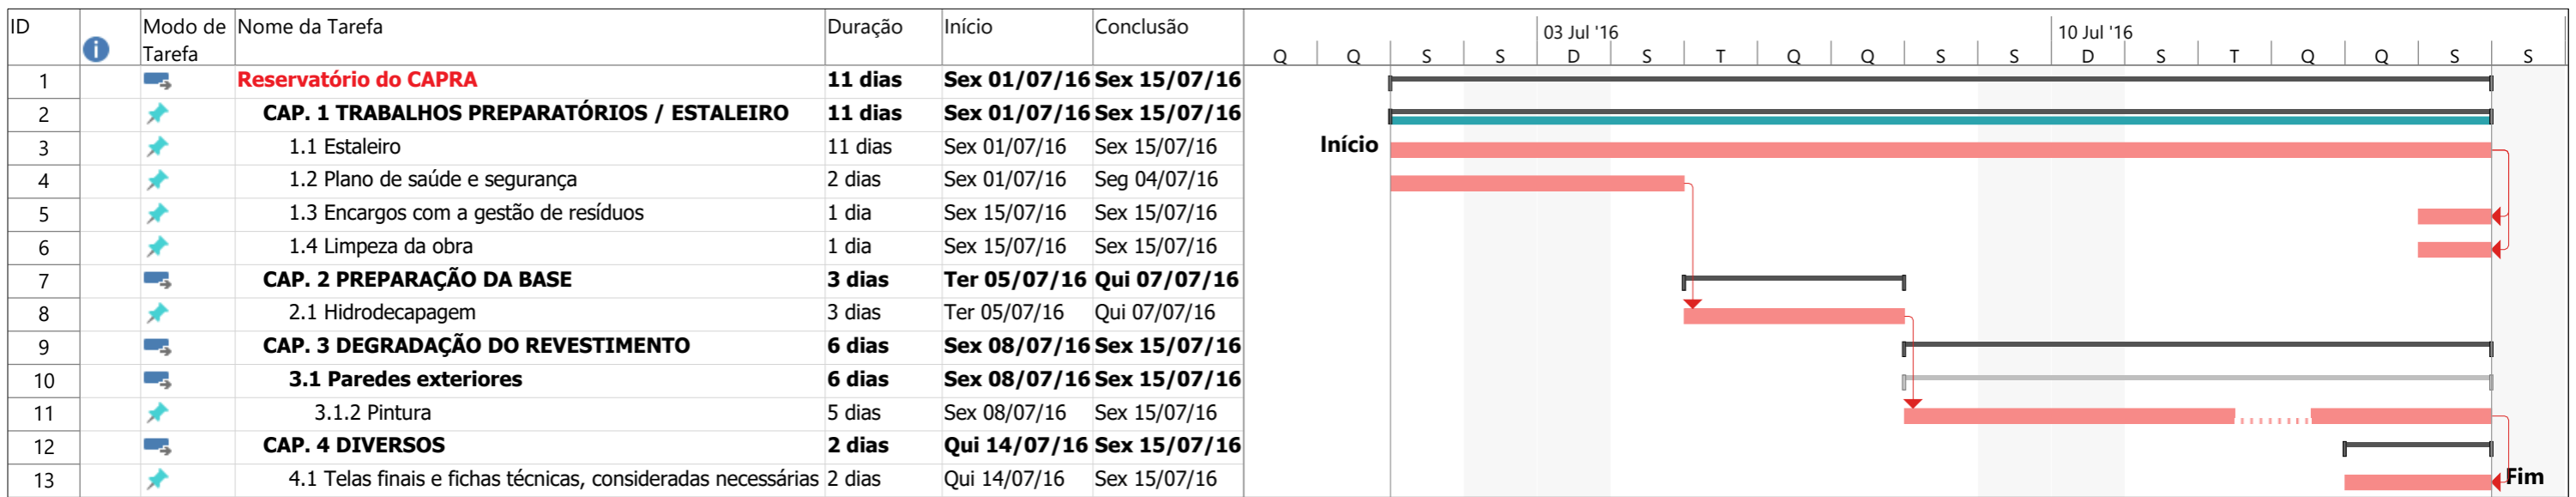 ID Modo de Tarefa Nome da Tarefa Duração Início Conclusão
03 Jul '16 10 Jul '16
Q Q S S D S T Q Q S S D S T Q Q S S
1 Reservatório do CAPRA 11 dias Sex 01/07/16 Sex 15/07/16
2 CAP. 1 TRABALHOS PREPARATÓRIOS / ESTALEIRO 11 dias Sex 01/07/16 Sex 15/07/16
3 1.1 Estaleiro 11 dias Sex 01/07/16 Sex 15/07/16 Início
4 1.2 Plano de saúde e segurança 2 dias Sex 01/07/16 Seg 04/07/16
5 1.3 Encargos com a gestão de resíduos 1 dia Sex 15/07/16 Sex 15/07/16
6 1.4 Limpeza da obra 1 dia Sex 15/07/16 Sex 15/07/16
7 CAP. 2 PREPARAÇÃO DA BASE 3 dias Ter 05/07/16 Qui 07/07/16
8 2.1 Hidrodecapagem 3 dias Ter 05/07/16 Qui 07/07/16
9 CAP. 3 DEGRADAÇÃO DO REVESTIMENTO 6 dias Sex 08/07/16 Sex 15/07/16
10 3.1 Paredes exteriores 6 dias Sex 08/07/16 Sex 15/07/16
11 3.1.2 Pintura 5 dias Sex 08/07/16 Sex 15/07/16
12 CAP. 4 DIVERSOS 2 dias Qui 14/07/16 Sex 15/07/16
13 4.1 Telas finais e fichas técnicas, consideradas necessárias 2 dias Qui 14/07/16 Sex 15/07/16 Fim